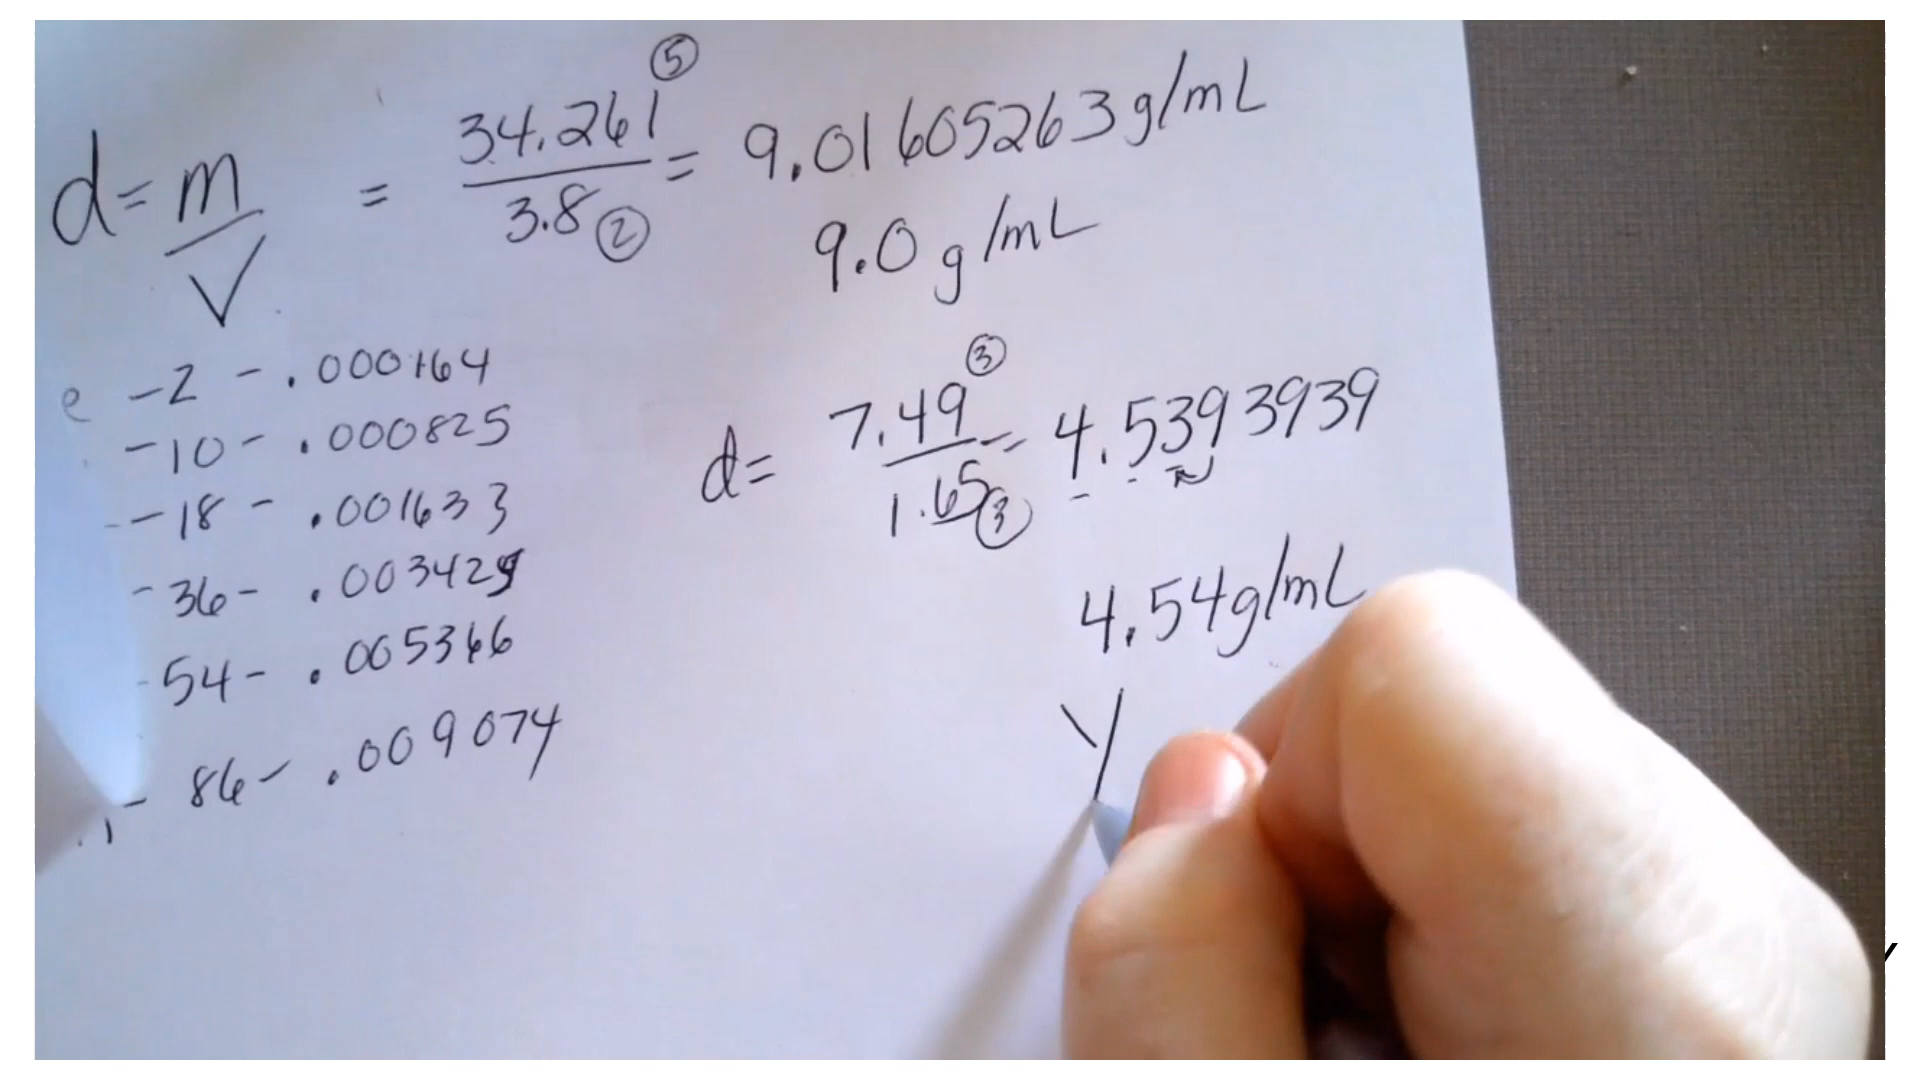 d = m/V = 34.261 ⑤ / 3.8 ② = 9.01605263 g/mL
9.0 g/mL
e -2 - .000164
-10 - .000825
-18 - .001633
-36 - .003429
-54 - .005366
- 86 - .009074
d = 7.49 ③ / 1.65 ③ = 4.5393939
4.54 g/mL
y